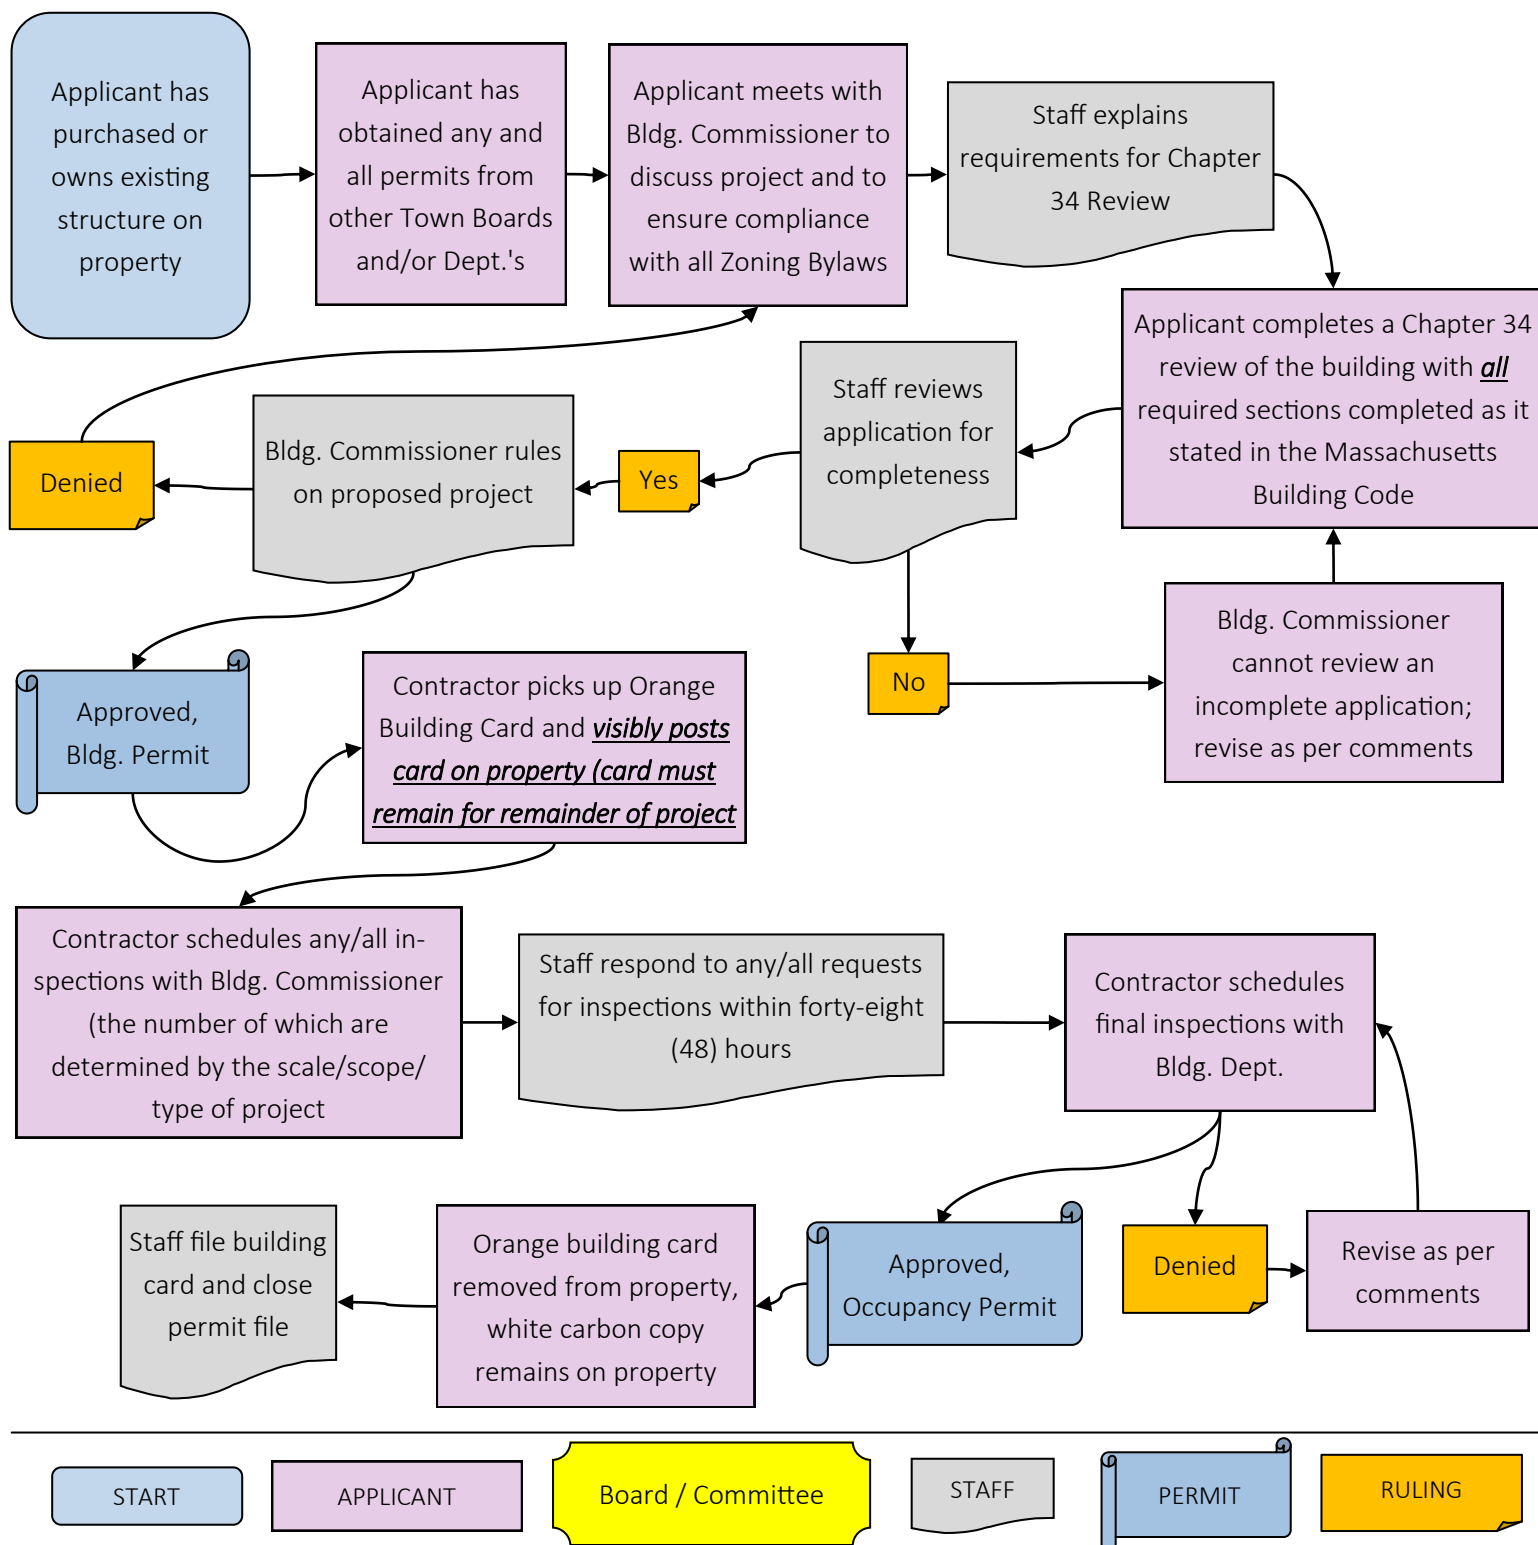 Applicant has
purchased or
owns existing
structure on
property
Applicant has
obtained any and
all permits from
other Town Boards
and/or Dept.'s
Applicant meets with
Bldg. Commissioner to
discuss project and to
ensure compliance
with all Zoning Bylaws
Staff explains
requirements for Chapter
34 Review
Applicant completes a Chapter 34
review of the building with all
required sections completed as it
stated in the Massachusetts
Building Code
Staff reviews
application for
completeness
Yes
Bldg. Commissioner rules
on proposed project
Denied
No
Bldg. Commissioner
cannot review an
incomplete application;
revise as per comments
Approved,
Bldg. Permit
Contractor picks up Orange
Building Card and visibly posts
card on property (card must
remain for remainder of project
Contractor schedules any/all in-
spections with Bldg. Commissioner
(the number of which are
determined by the scale/scope/
type of project
Staff respond to any/all requests
for inspections within forty-eight
(48) hours
Contractor schedules
final inspections with
Bldg. Dept.
Denied
Revise as per
comments
Approved,
Occupancy Permit
Orange building card
removed from property,
white carbon copy
remains on property
Staff file building
card and close
permit file
START
APPLICANT
Board / Committee
STAFF
PERMIT
RULING